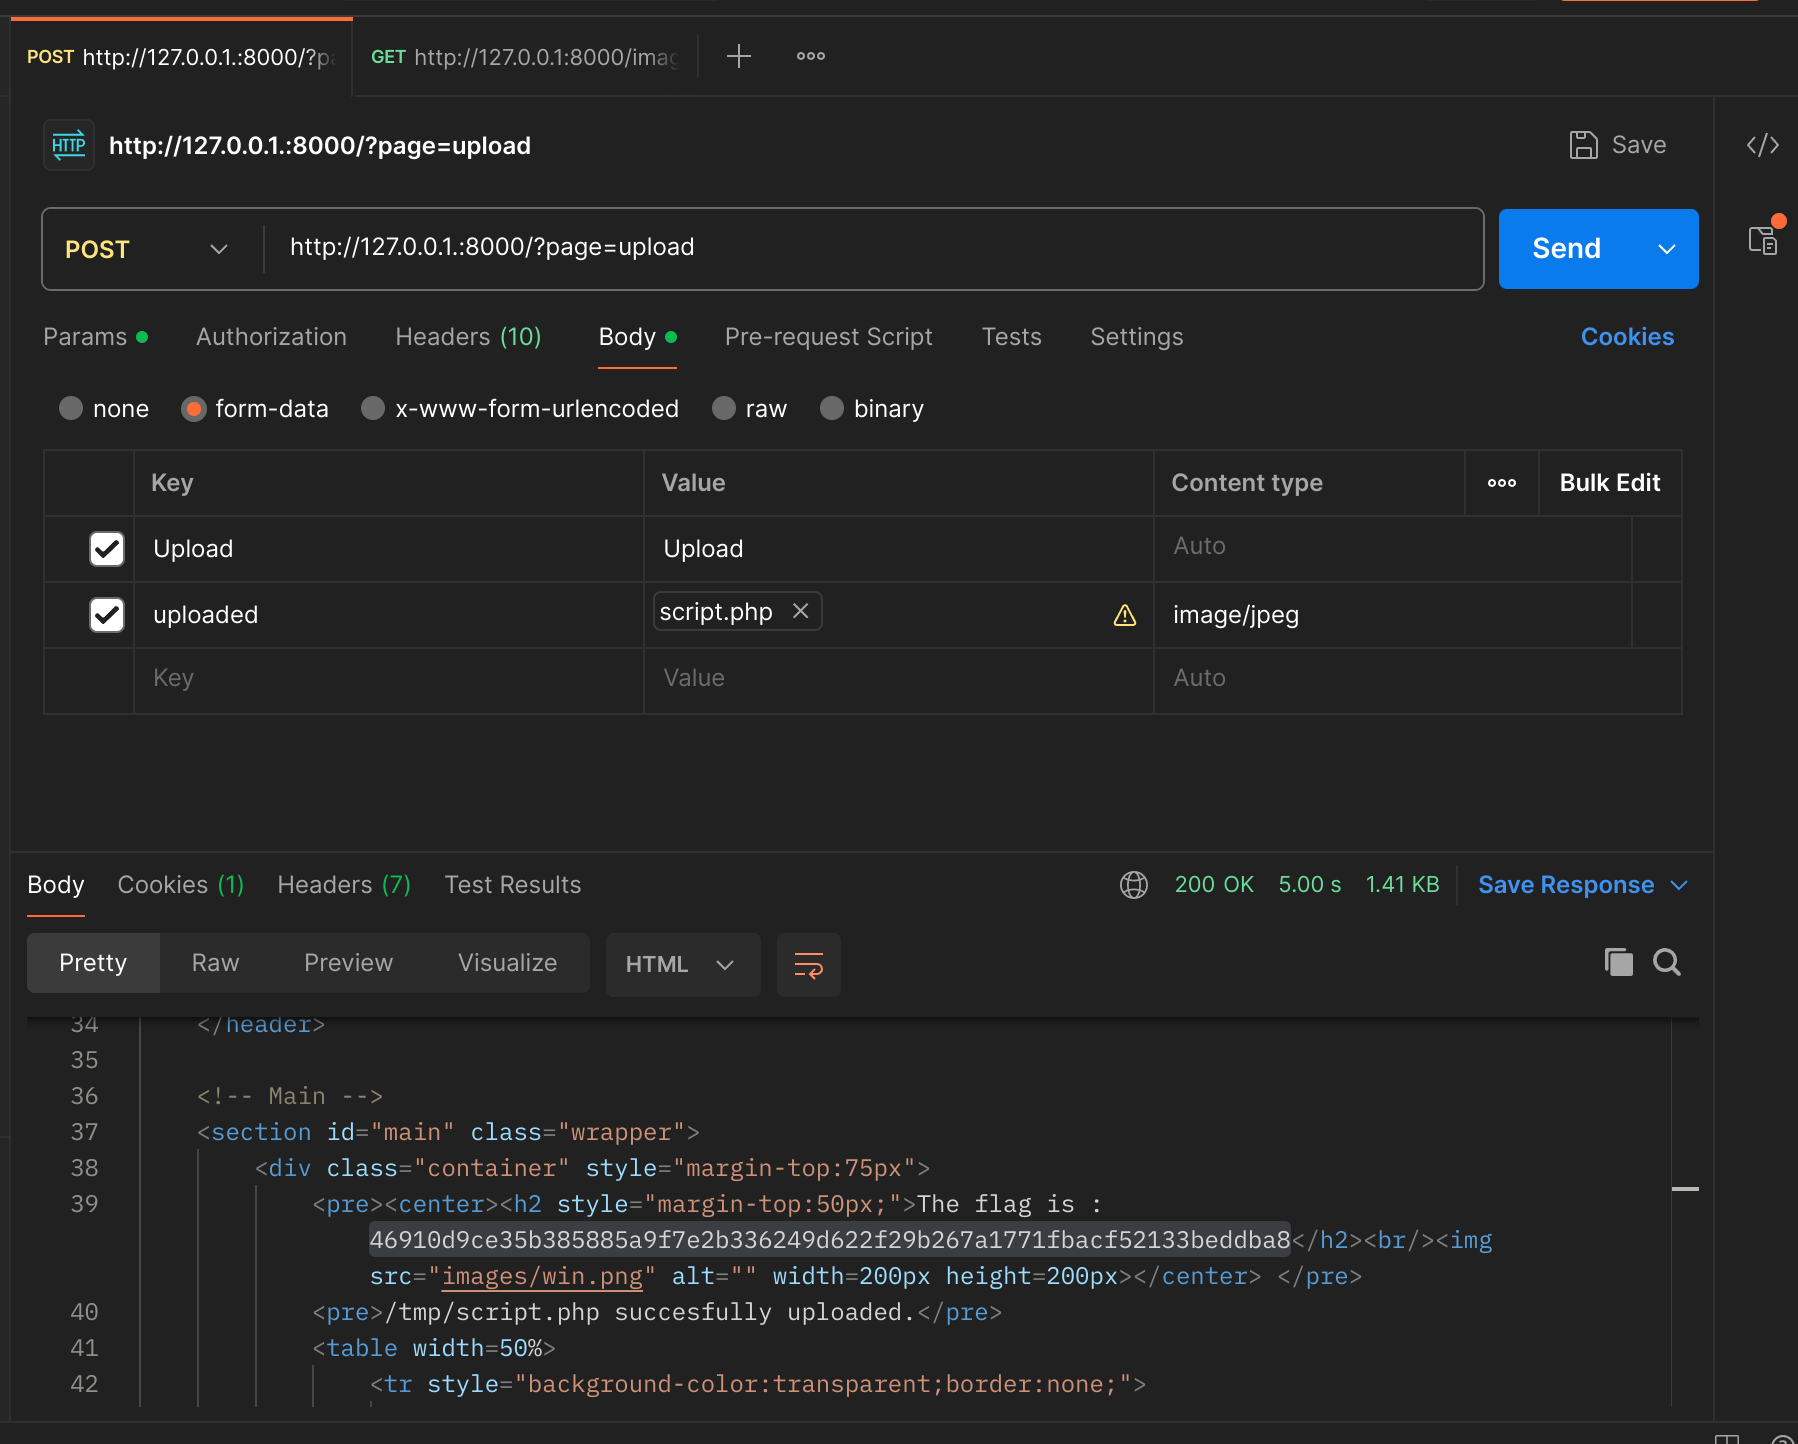 POST http://127.0.0.1.:8000/?pa
GET http://127.0.0.1:8000/imag
HTTP
http://127.0.0.1.:8000/?page=upload
Save
</>
POST
http://127.0.0.1.:8000/?page=upload
Send
Params
Authorization
Headers (10)
Body
Pre-request Script
Tests
Settings
Cookies
none
form-data
x-www-form-urlencoded
raw
binary
Key
Value
Content type
Bulk Edit
Upload
Upload
Auto
uploaded
script.php
image/jpeg
Key
Value
Auto
Body
Cookies (1)
Headers (7)
Test Results
200 OK
5.00 s
1.41 KB
Save Response
Pretty
Raw
Preview
Visualize
HTML
34 </header>
35
36 <!-- Main -->
37 <section id="main" class="wrapper">
38 <div class="container" style="margin-top:75px">
39 <pre><center><h2 style="margin-top:50px;">The flag is :
46910d9ce35b385885a9f7e2b336249d622f29b267a1771fbacf52133beddba8</h2><br/><img
src="images/win.png" alt="" width=200px height=200px></center> </pre>
40 <pre>/tmp/script.php succesfully uploaded.</pre>
41 <table width=50%>
42 <tr style="background-color:transparent;border:none;">